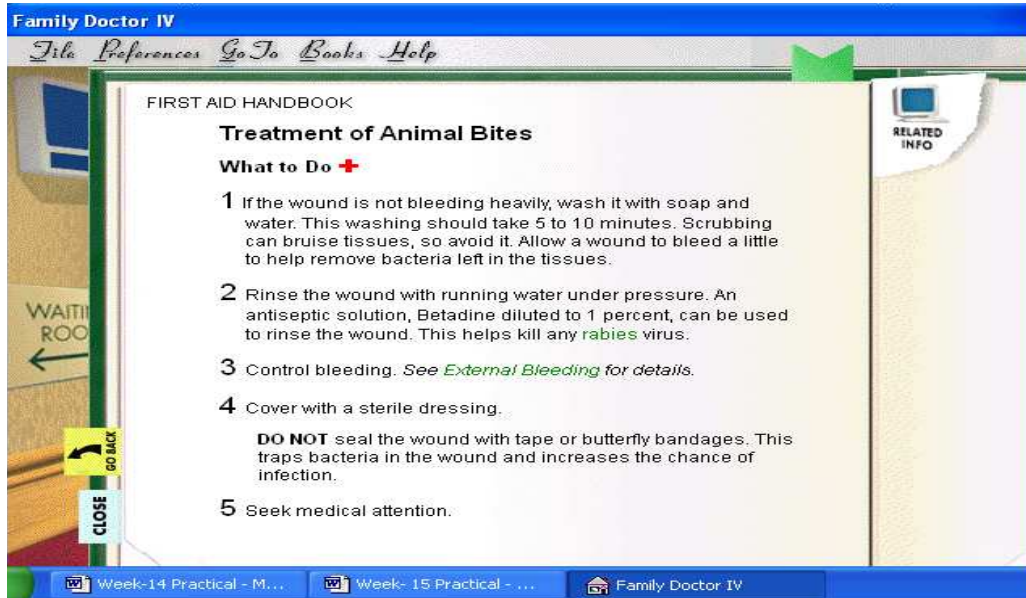 Family Doctor IV
File Preferences Go To Books Help
FIRST AID HANDBOOK
Treatment of Animal Bites
What to Do
1 If the wound is not bleeding heavily, wash it with soap and
water. This washing should take 5 to 10 minutes. Scrubbing
can bruise tissues, so avoid it. Allow a wound to bleed a little
to help remove bacteria left in the tissues.
2 Rinse the wound with running water under pressure. An
antiseptic solution, Betadine diluted to 1 percent, can be used
to rinse the wound. This helps kill any rabies virus.
3 Control bleeding. See External Bleeding for details.
4 Cover with a sterile dressing.
DO NOT seal the wound with tape or butterfly bandages. This
traps bacteria in the wound and increases the chance of
infection.
5 Seek medical attention.
RELATED
INFO
WAITI
ROO
GO BACK
CLOSE
Week-14 Practical - M...
Week- 15 Practical - ...
Family Doctor IV